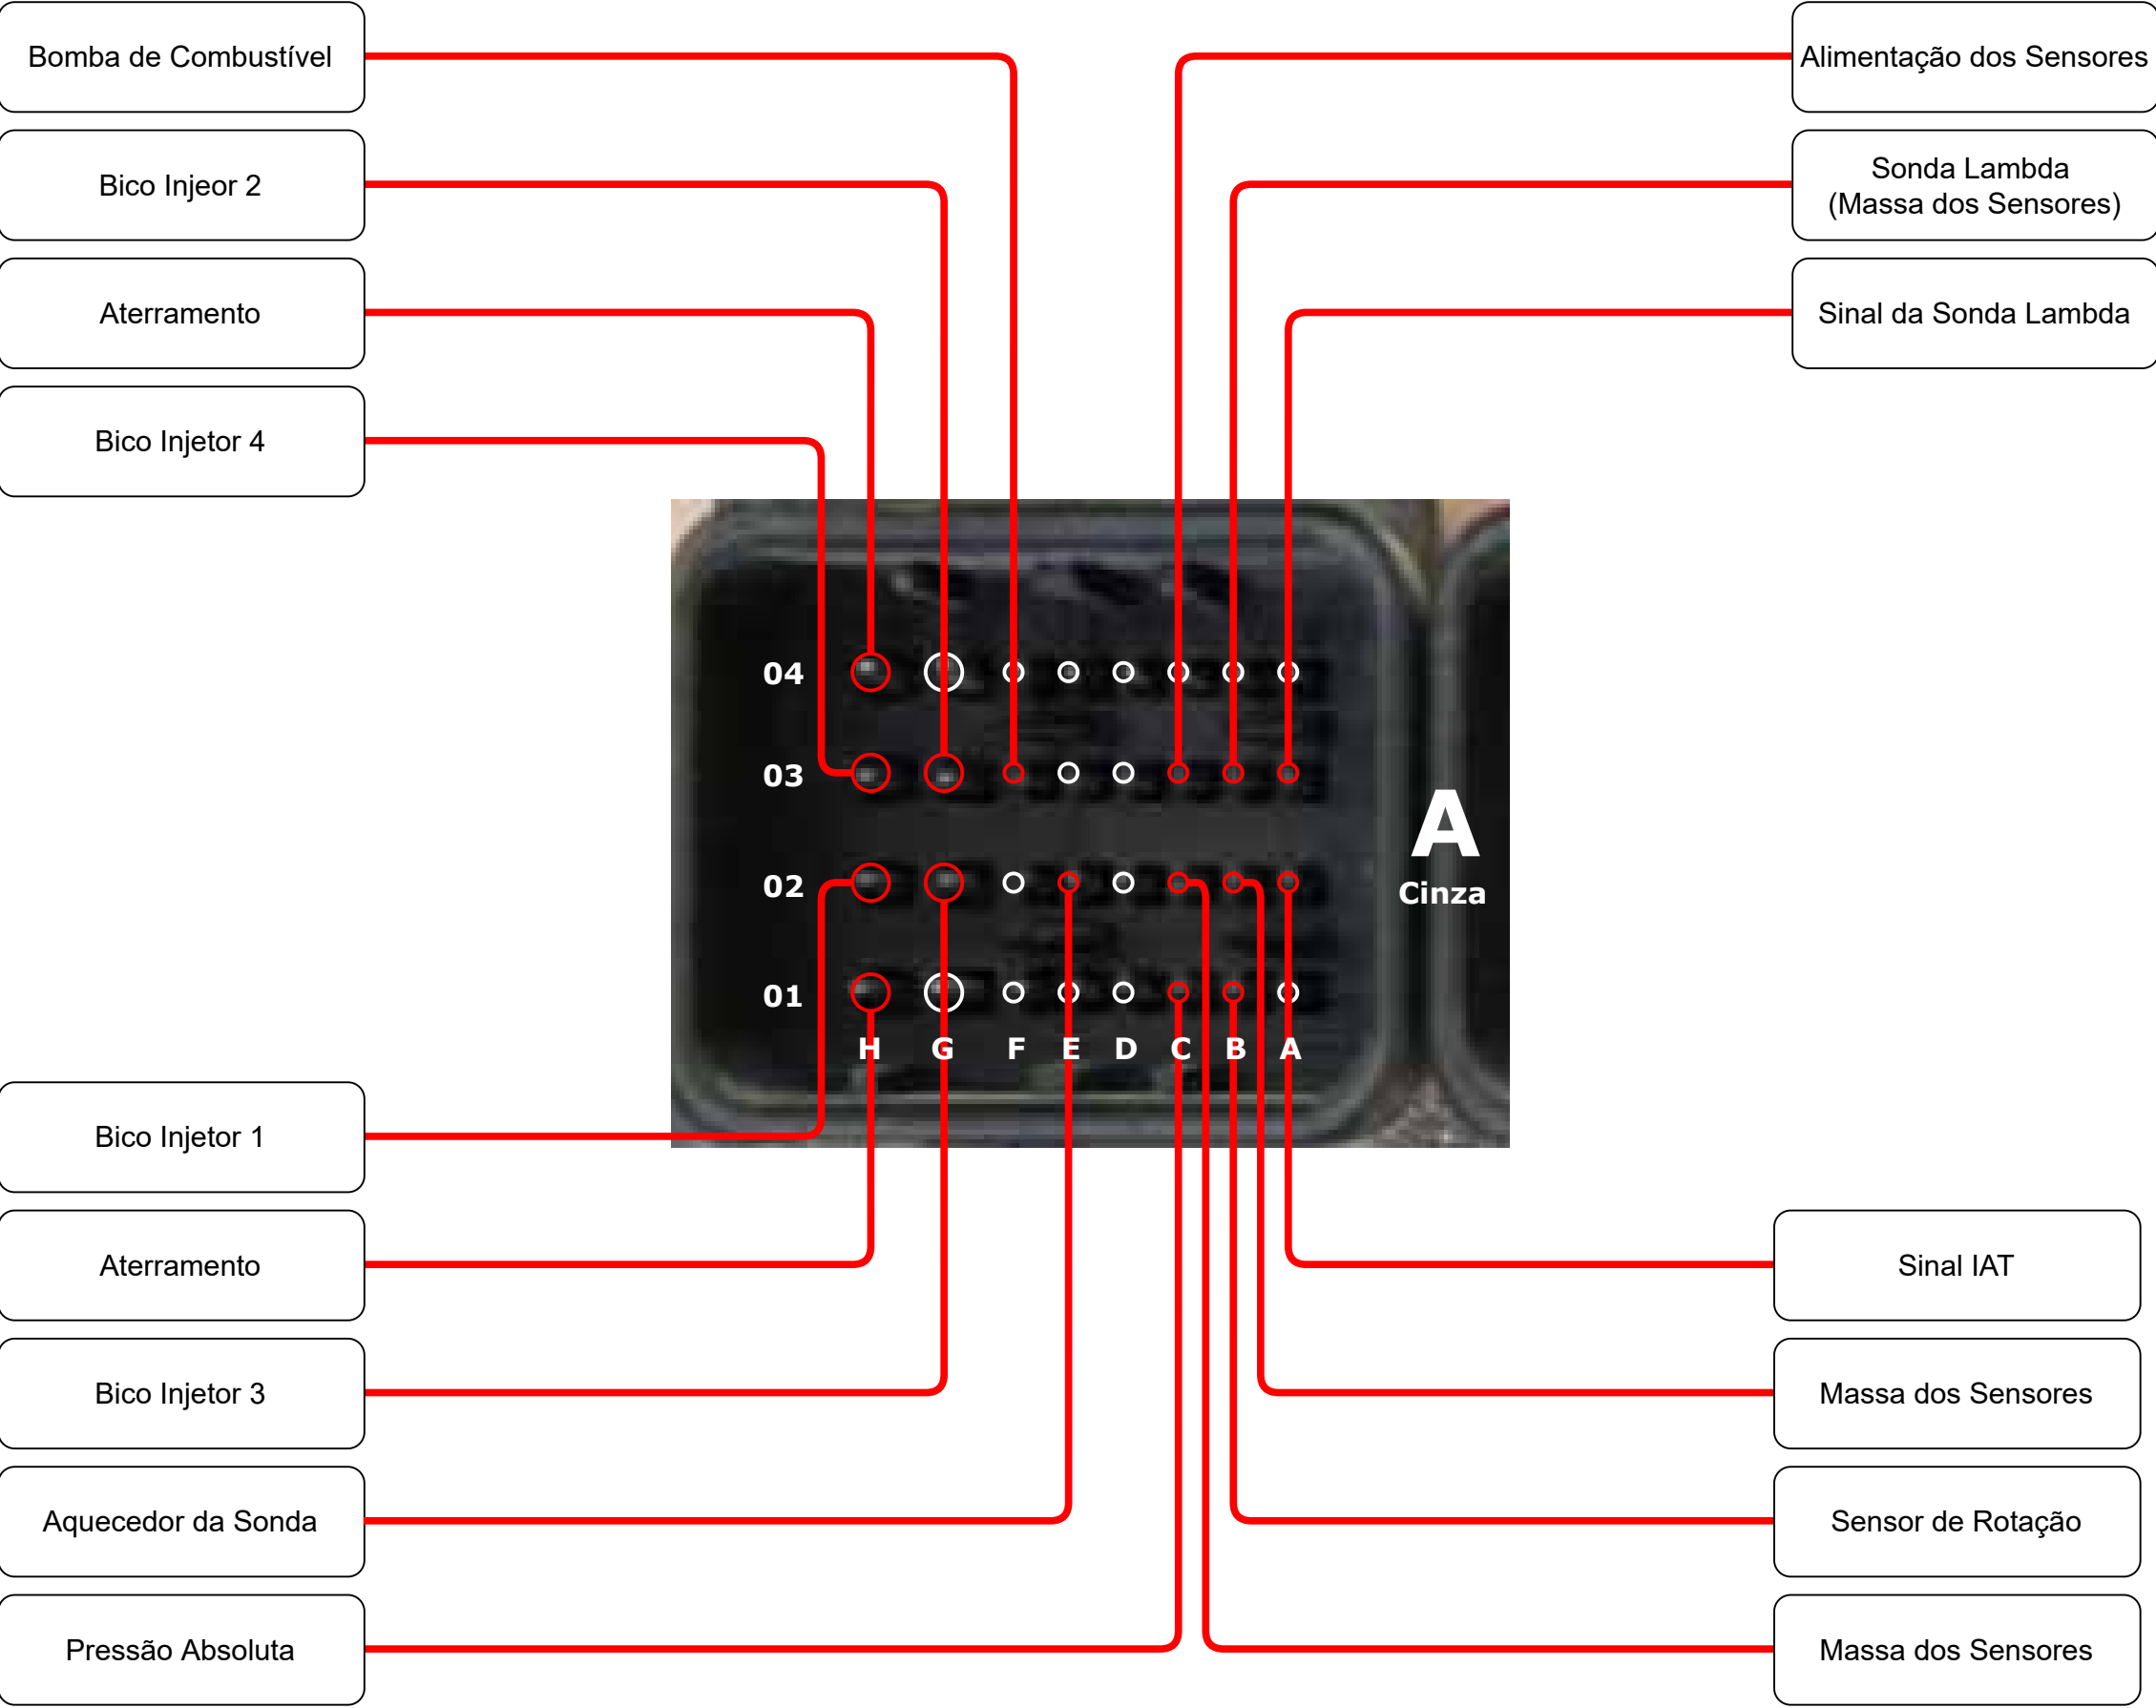 Bomba de Combustível
Bico Injeor 2
Aterramento
Bico Injetor 4
Alimentação dos Sensores
Sonda Lambda
(Massa dos Sensores)
Sinal da Sonda Lambda
04
03
02
01
H G F E D C B A
A
Cinza
Bico Injetor 1
Aterramento
Bico Injetor 3
Aquecedor da Sonda
Pressão Absoluta
Sinal IAT
Massa dos Sensores
Sensor de Rotação
Massa dos Sensores